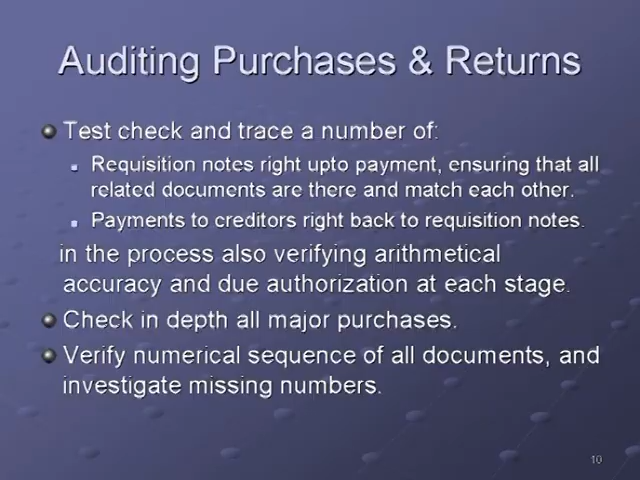 Auditing Purchases & Returns
Test check and trace a number of:
Requisition notes right upto payment, ensuring that all
related documents are there and match each other.
Payments to creditors right back to requisition notes.
in the process also verifying arithmetical
accuracy and due authorization at each stage.
Check in depth all major purchases.
Verify numerical sequence of all documents, and
investigate missing numbers.
10